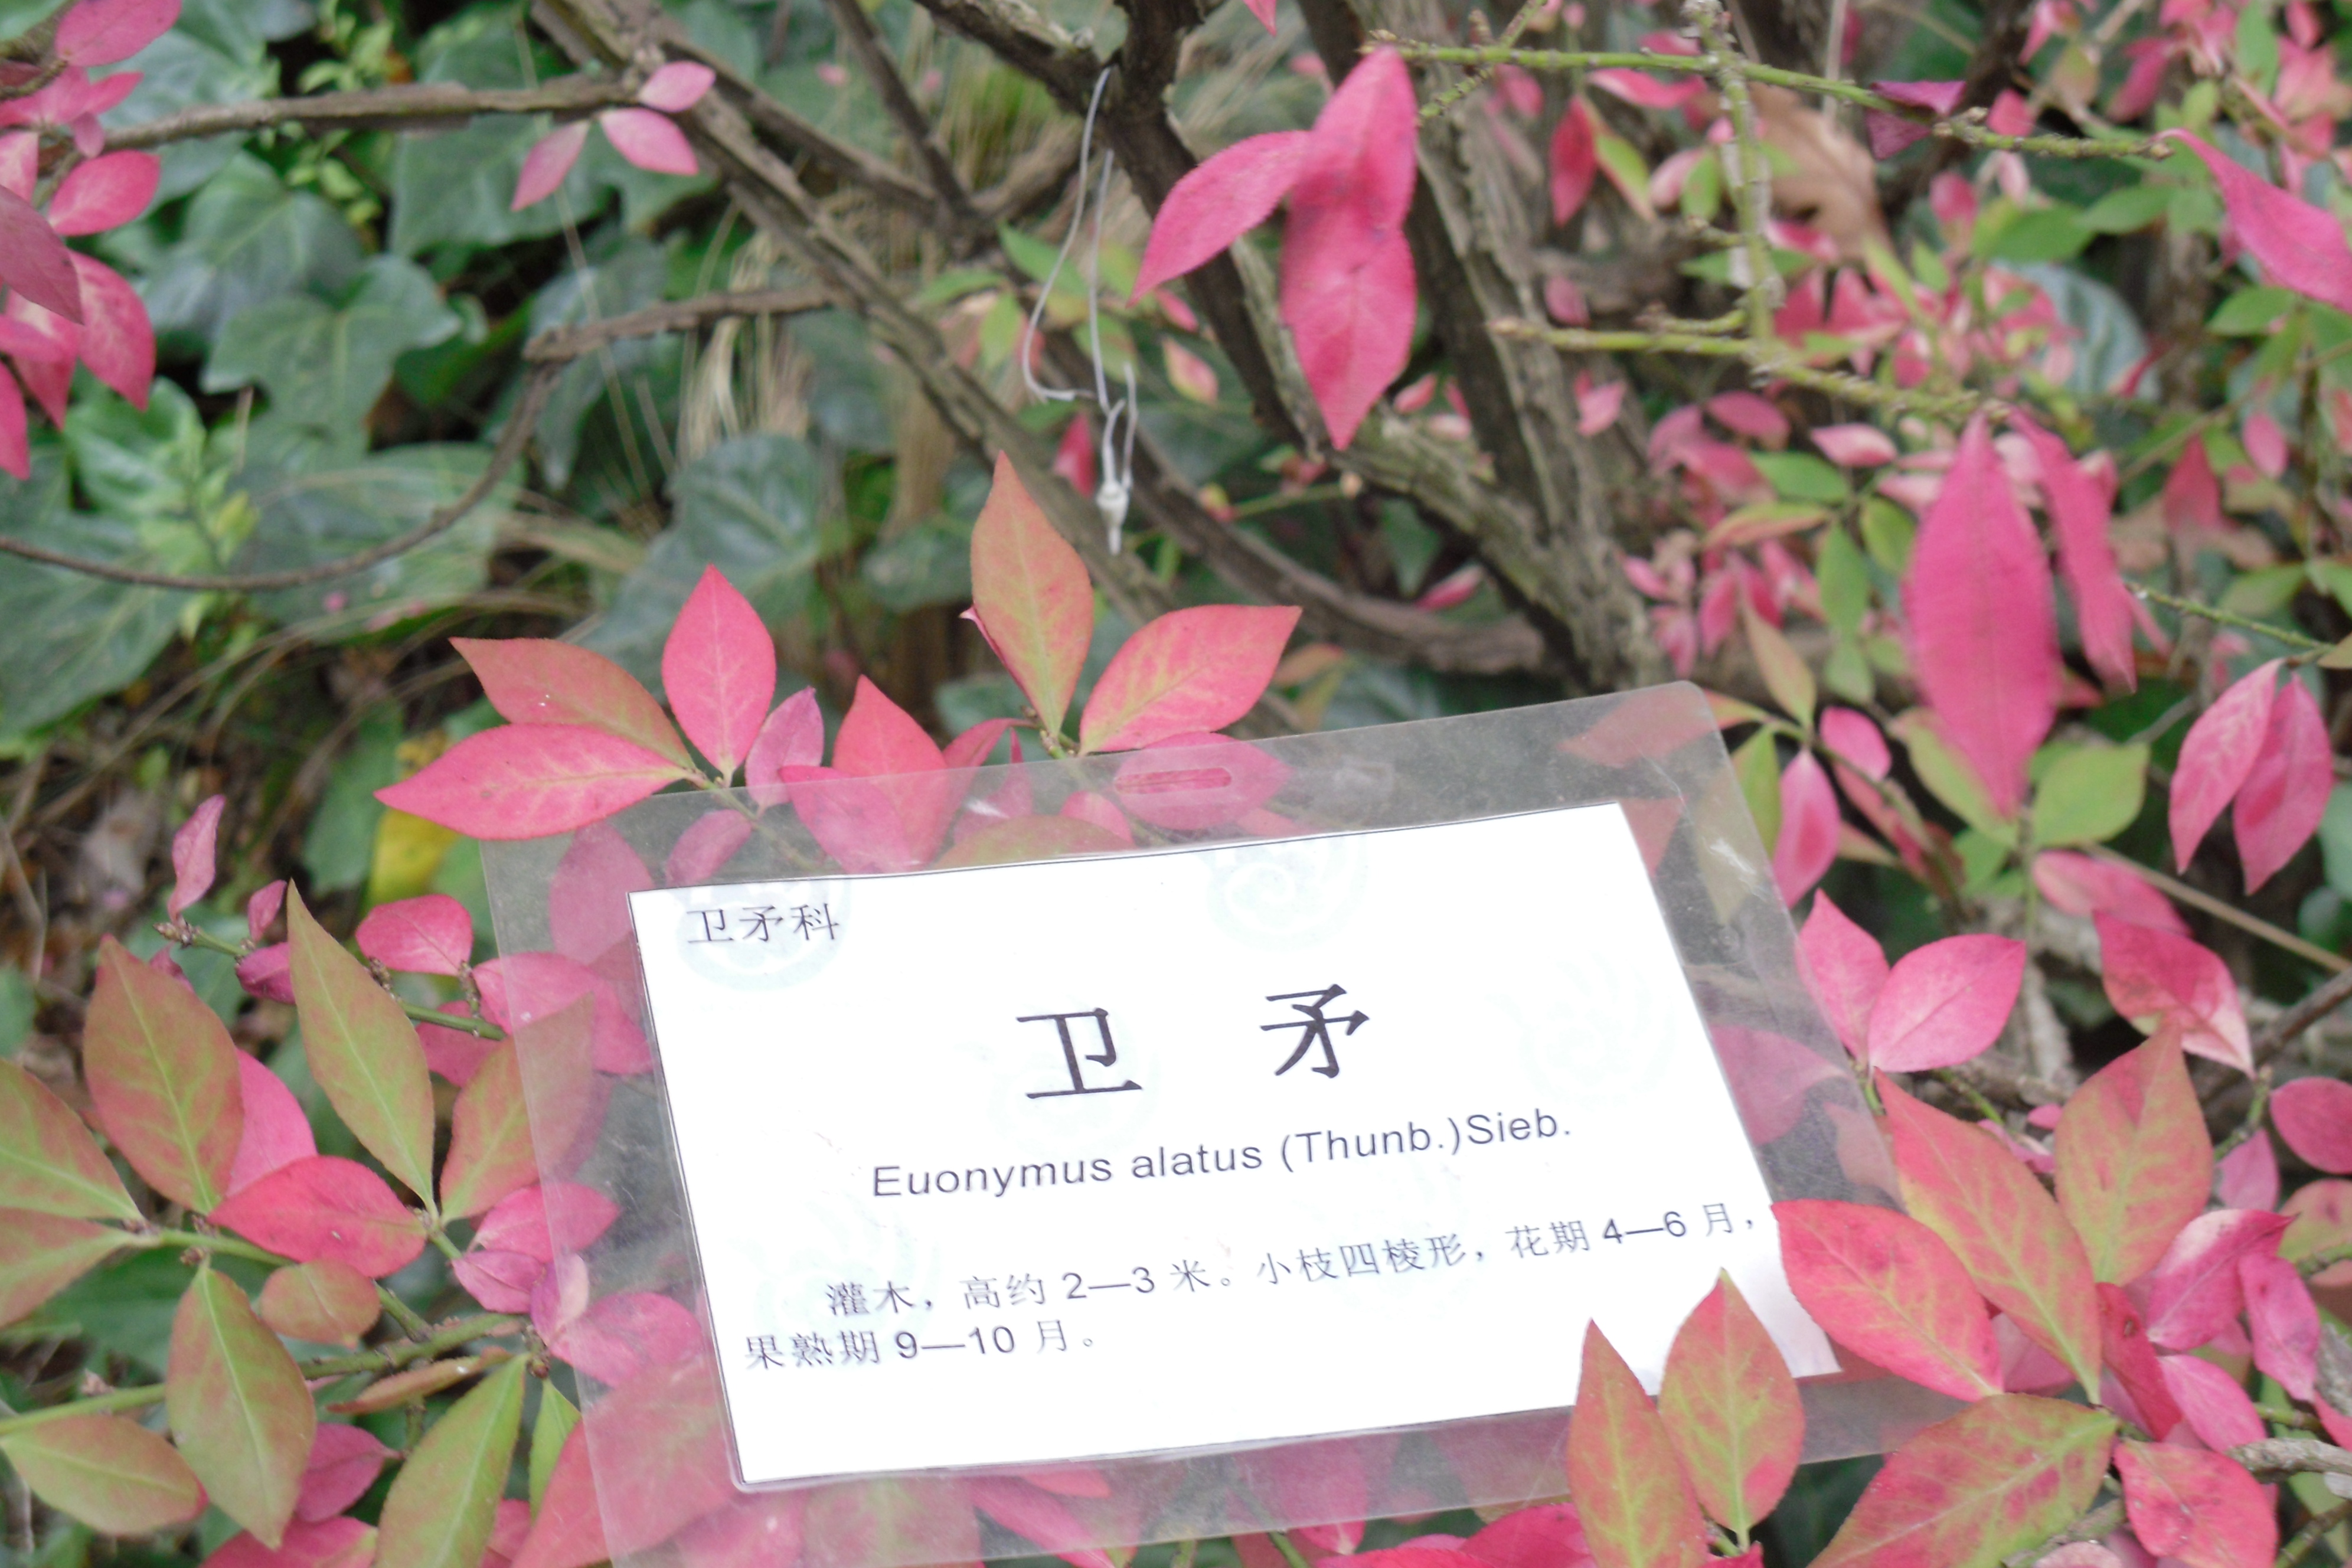 卫矛科
卫 矛
Euonymus alatus (Thunb.)Sieb.
灌木，高约 2—3 米。小枝四棱形，花期 4—6 月，
果熟期 9—10 月。